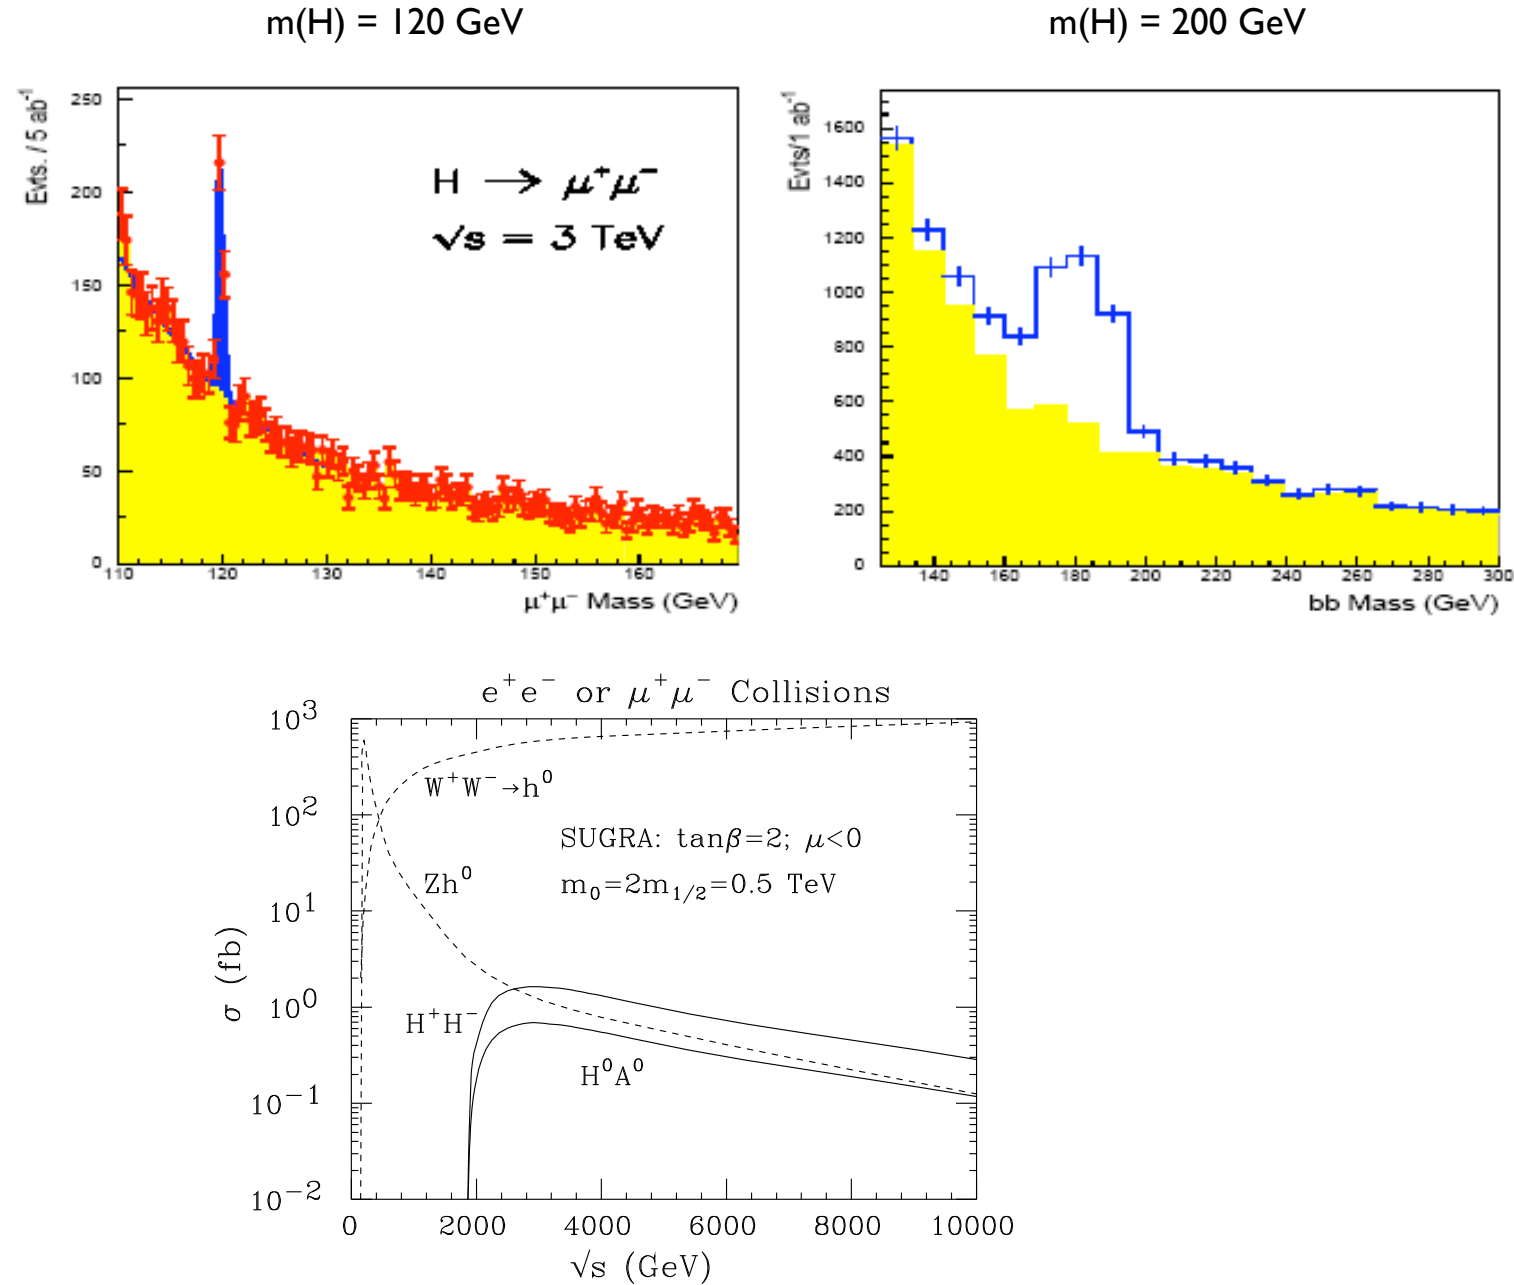 m(H) = 120 GeV
m(H) = 200 GeV
Evts. / 5 ab⁻¹
250
200
150
100
50
0
H → μ⁺μ⁻
√s = 3 TeV
110 120 130 140 150 160
μ⁺μ⁻ Mass (GeV)
Evts/1 ab⁻¹
1600
1400
1200
1000
800
600
400
200
0
140 160 180 200 220 240 260 280 300
bb Mass (GeV)
e⁺e⁻ or μ⁺μ⁻ Collisions
σ (fb)
10³
10²
10¹
10⁰
10⁻¹
10⁻²
W⁺W⁻→h⁰
SUGRA: tanβ=2; μ<0
m₀=2m₁/₂=0.5 TeV
Zh⁰
H⁺H⁻
H⁰A⁰
0 2000 4000 6000 8000 10000
√s (GeV)